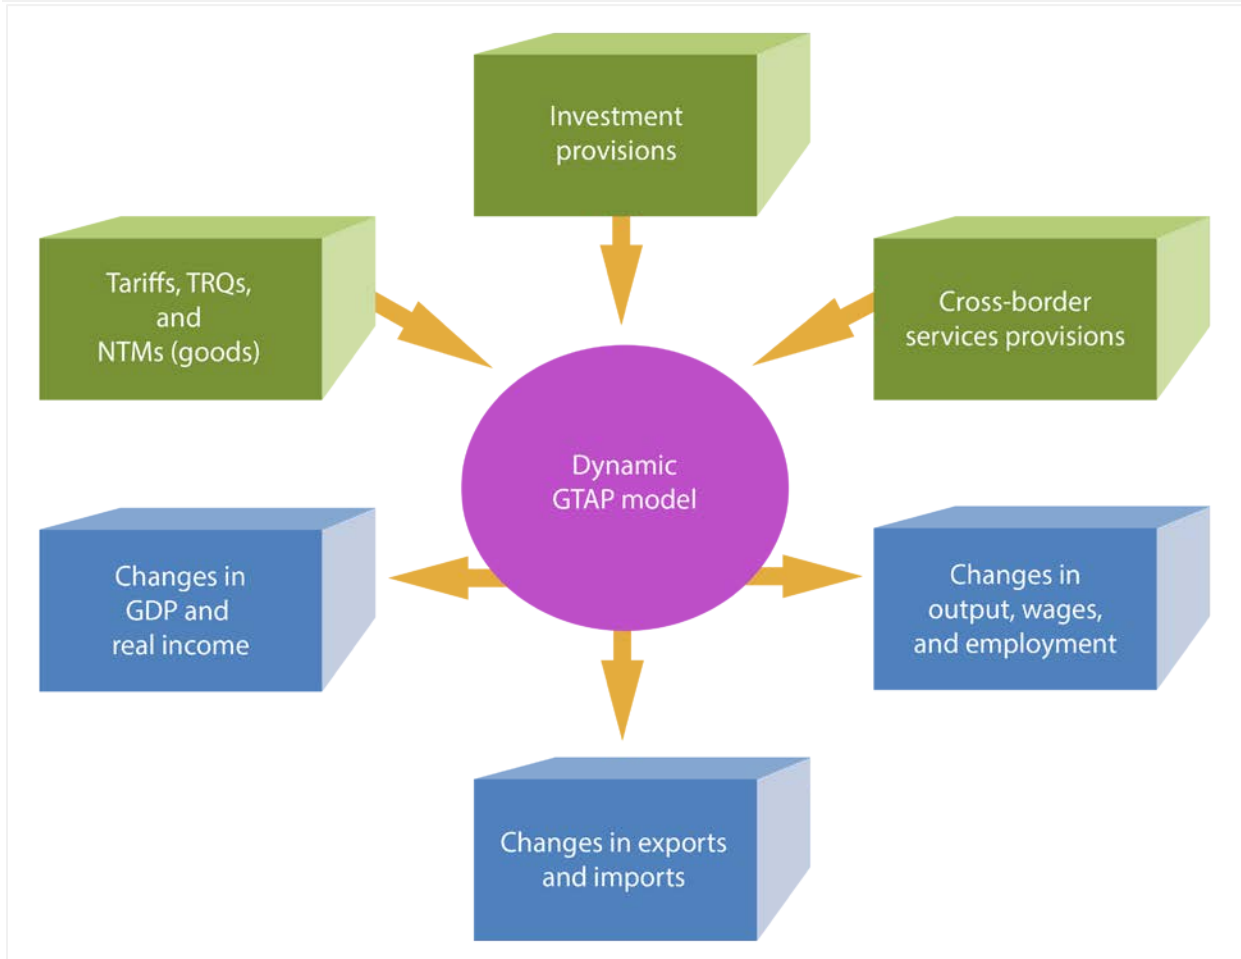 Investment
provisions
Tariffs, TRQs,
and
NTMs (goods)
Cross-border
services provisions
Dynamic
GTAP model
Changes in
GDP and
real income
Changes in
output, wages,
and employment
Changes in exports
and imports